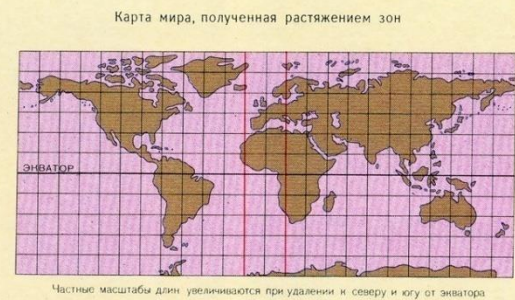 Карта мира, полученная растяжением зон
ЭКВАТОР
Частные масштабы длин увеличиваются при удалении к северу и югу от экватора